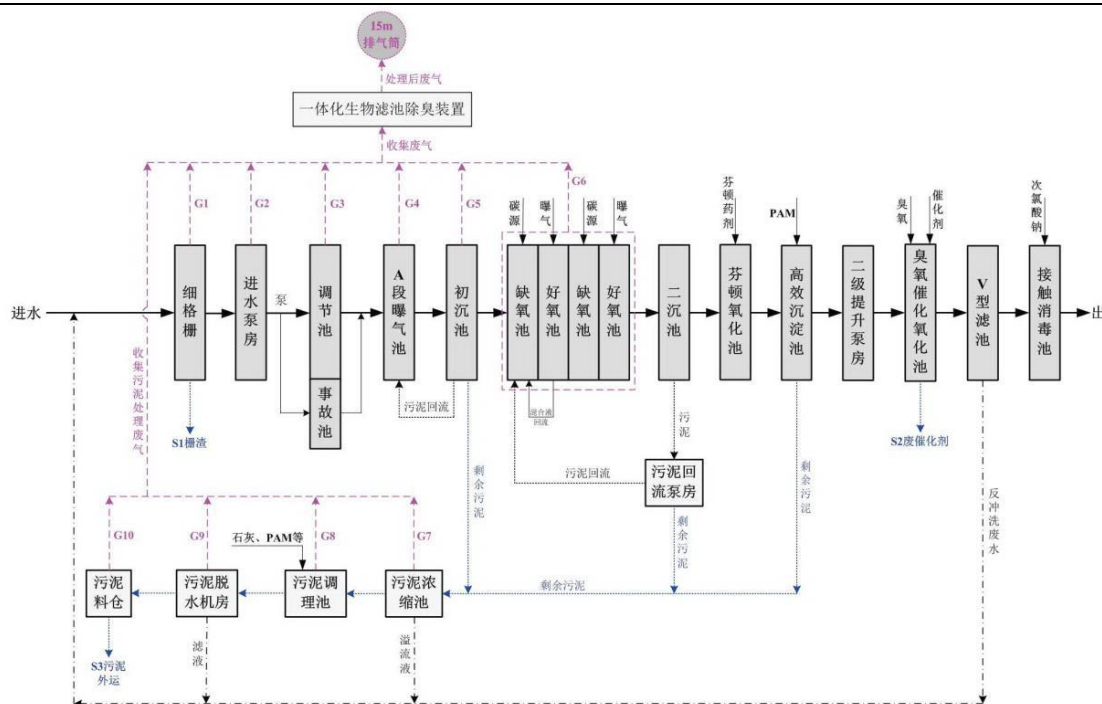 15m
排气筒
处理后废气
一体化生物滤池除臭装置
收集废气
G1
G2
G3
G4
G5
G6
碳源
曝气
碳源
曝气
芬顿药剂
PAM
臭氧
催化剂
次氯酸钠
进水
细格栅
进水泵房
泵
调节池
事故池
A段曝气池
初沉池
缺氧池
好氧池
缺氧池
好氧池
二沉池
芬顿氧化池
高效沉淀池
二级提升泵房
臭氧催化氧化池
V型滤池
接触消毒池
出
收集污泥处理废气
S1栅渣
污泥回流
混合液
回流
污泥
S2废催化剂
污泥回流
污泥回
流泵房
剩余污泥
剩余污泥
剩余污泥
反冲洗废水
G10
G9
石灰、PAM等
G8
G7
污泥
料仓
污泥脱
水机房
污泥调
理池
污泥浓
缩池
剩余污泥
S3污泥
外运
滤液
溢流液